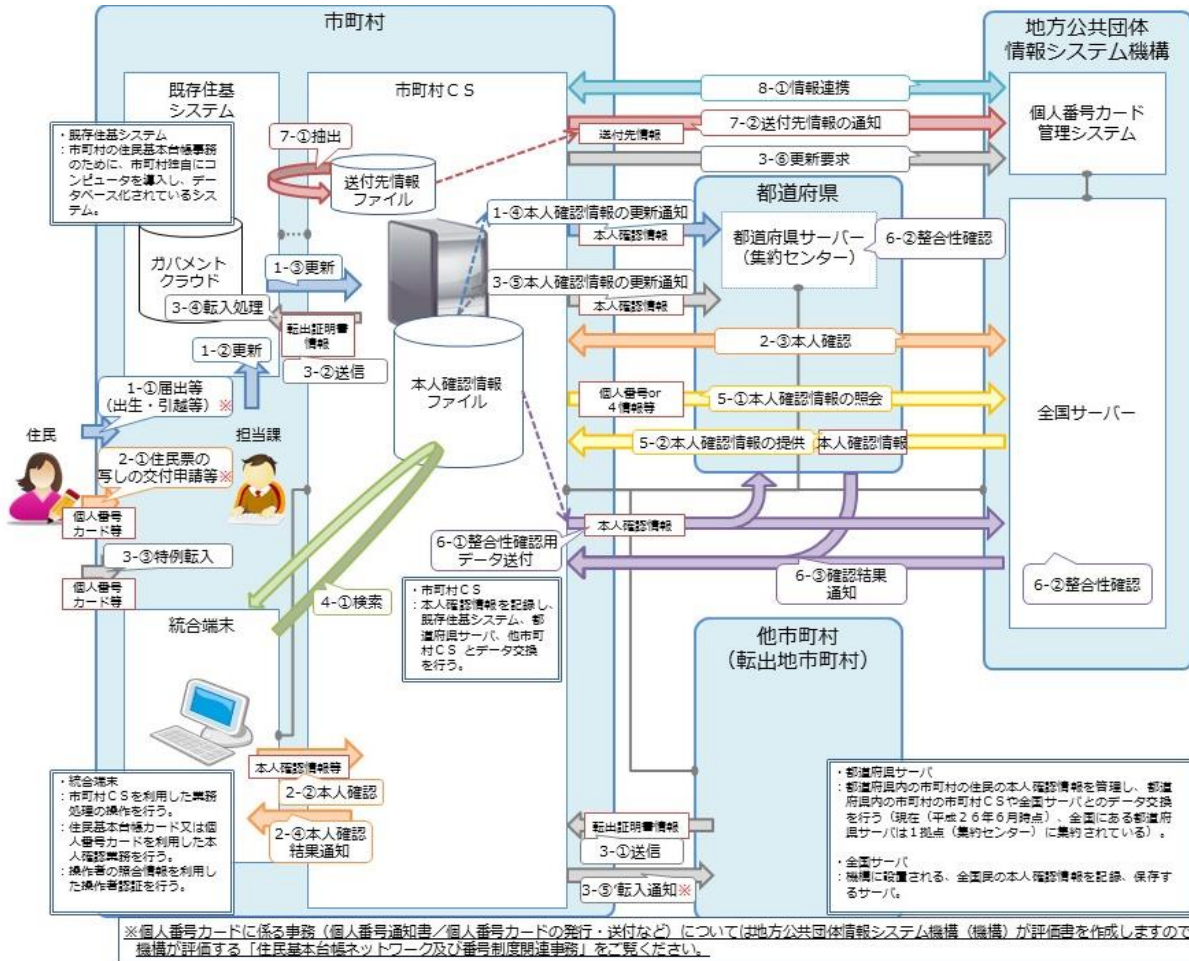 市町村
地方公共団体
情報システム機構
既存住基
システム
市町村ＣＳ
8-①情報連携
個人番号カード
管理システム
・既存住基システム
：市町村の住民基本台帳事務
のために、市町村独自にコ
ンピュータを導入し、デー
タベース化されているシス
テム。
7-①抽出
送付先情報
7-②送付先情報の通知
3-⑥更新要求
送付先情報
ファイル
都道府県
1-④本人確認情報の更新通知
本人確認情報
都道府県サーバー
（集約センター）
6-②整合性確認
ガバメント
クラウド
1-③更新
3-⑤本人確認情報の更新通知
本人確認情報
3-④転入処理
転出証明書
情報
3-②送信
2-③本人確認
1-②更新
本人確認情報
ファイル
1-①届出等
（出生・引越等）※
個人番号or
４情報等
5-①本人確認情報の照会
全国サーバー
住民
担当課
5-②本人確認情報の提供
本人確認情報
2-①住民票の
写しの交付申請等※
個人番号
カード等
本人確認情報
6-①整合性確認用
データ送付
3-③特例転入
個人番号
カード等
6-③確認結果
通知
6-②整合性確認
4-①検索
・市町村ＣＳ
：本人確認情報を記録し、
既存住基システム、都
道府県サーバ、他市町
村ＣＳ とデータ交換
を行う。
統合端末
他市町村
（転出地市町村）
本人確認情報等
2-②本人確認
・統合端末
：市町村ＣＳを利用した業務
処理の操作を行う。
：住民基本台帳カード又は個
人番号カードを利用した本
人確認業務を行う。
：操作者の照合情報を利用し
た操作者認証を行う。
2-④本人確認
結果通知
転出証明書情報
3-①送信
3-⑤'転入通知※
・都道府県サーバ
：都道府県内の市町村の住民の本人確認情報を管理し、都道
府県内の市町村の市町村ＣＳや全国サーバとのデータ交換
を行う（現在（平成２６年６月時点）、全国にある都道府
県サーバは１拠点（集約センター）に集約されている）。
・全国サーバ
：機構に設置される、全国民の本人確認情報を記録、保存す
るサーバ。
※個人番号カードに係る事務（個人番号通知書／個人番号カードの発行・送付など）については地方公共団体情報システム機構（機構）が評価書を作成しますので
機構が評価する「住民基本台帳ネットワーク及び番号制度関連事務」をご覧ください。